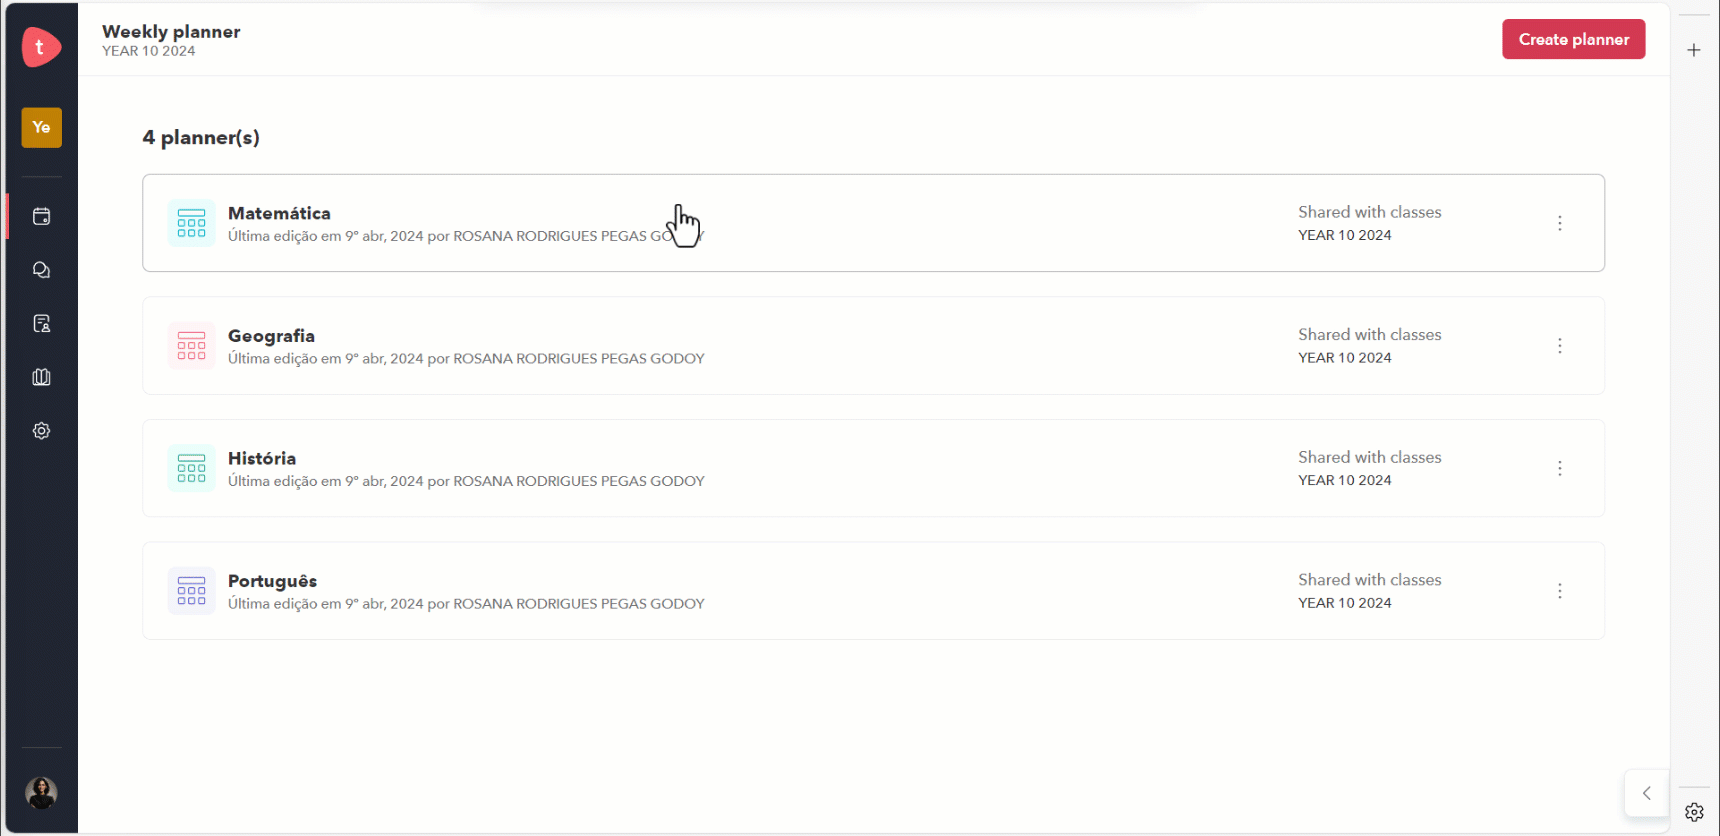 t
Weekly planner
YEAR 10 2024
Create planner
Ye
4 planner(s)
Matemática
Última edição em 9º abr, 2024 por ROSANA RODRIGUES PEGAS GODOY
Shared with classes
YEAR 10 2024
Geografia
Última edição em 9º abr, 2024 por ROSANA RODRIGUES PEGAS GODOY
Shared with classes
YEAR 10 2024
História
Última edição em 9º abr, 2024 por ROSANA RODRIGUES PEGAS GODOY
Shared with classes
YEAR 10 2024
Português
Última edição em 9º abr, 2024 por ROSANA RODRIGUES PEGAS GODOY
Shared with classes
YEAR 10 2024